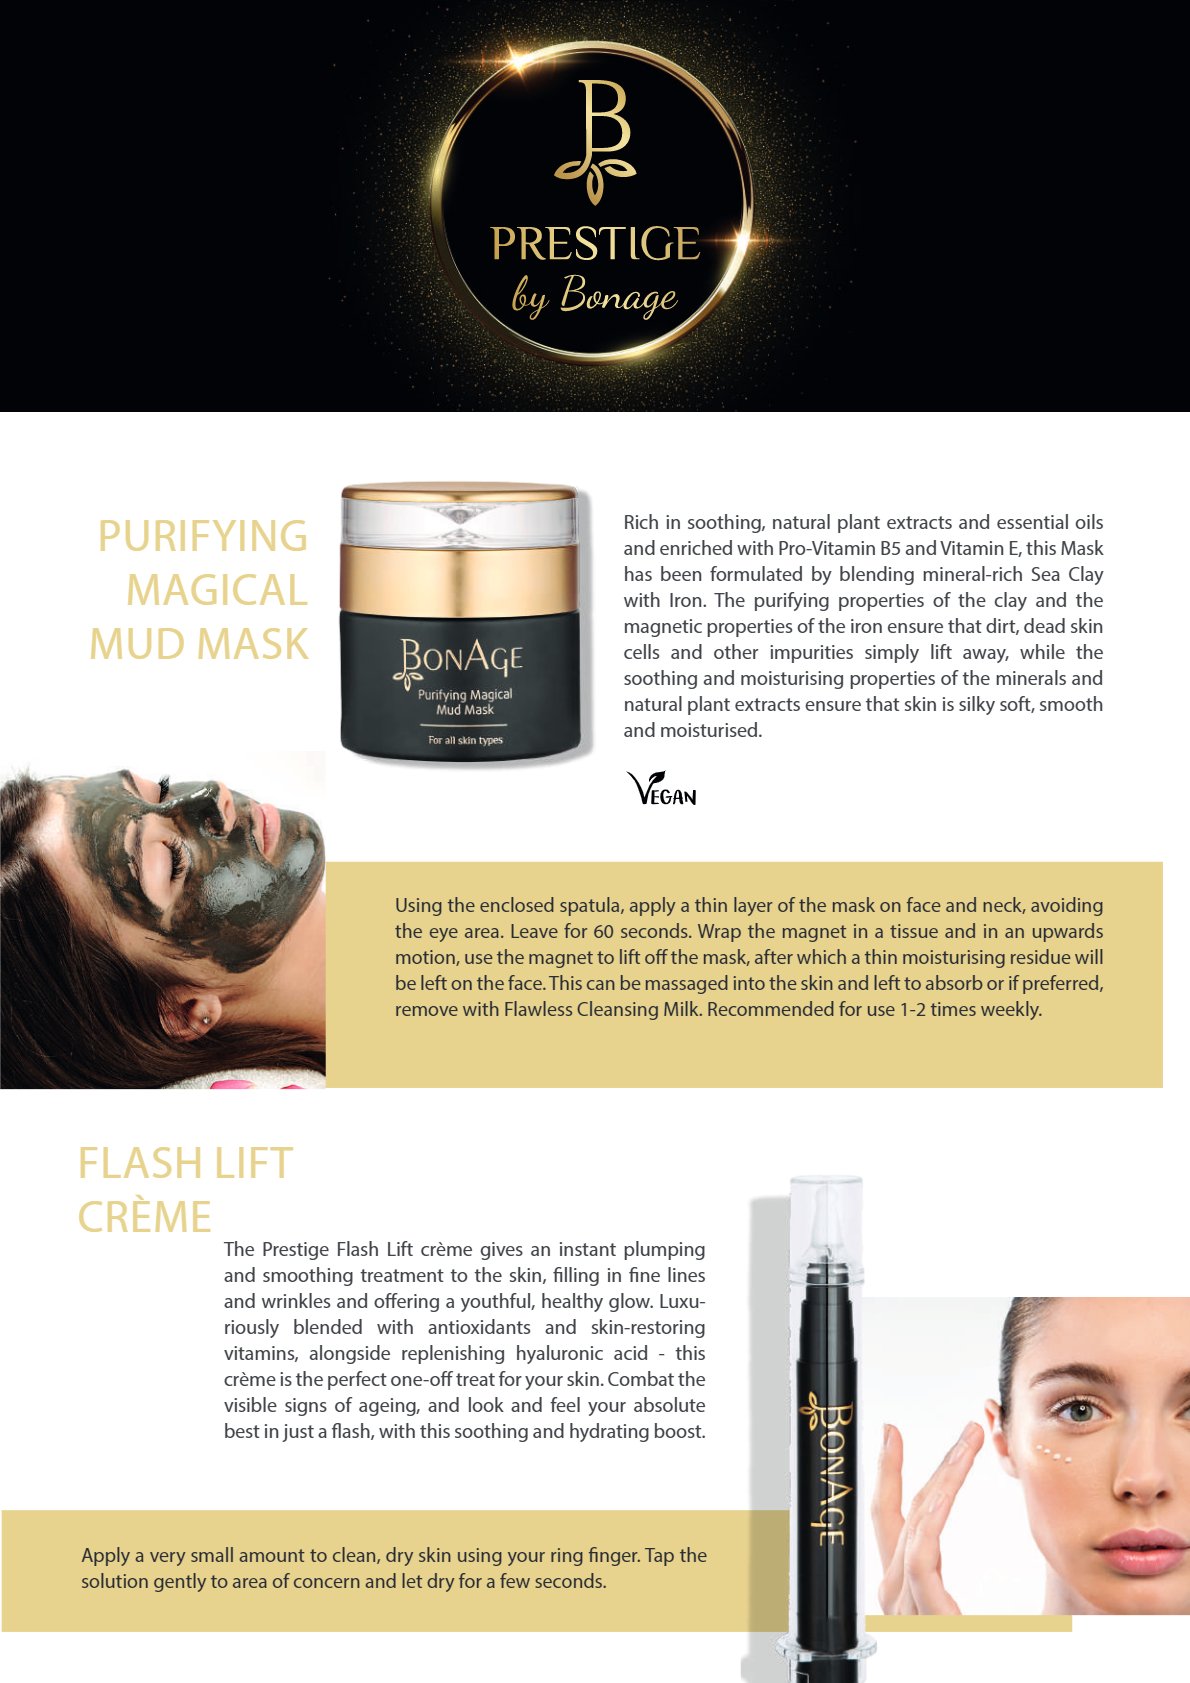 B
PRESTIGE
by Bonage
PURIFYING
MAGICAL
MUD MASK
BONAGE
Purifying Magical
Mud Mask
For all skin types
Rich in soothing, natural plant extracts and essential oils
and enriched with Pro-Vitamin B5 and Vitamin E, this Mask
has been formulated by blending mineral-rich Sea Clay
with Iron. The purifying properties of the clay and the
magnetic properties of the iron ensure that dirt, dead skin
cells and other impurities simply lift away, while the
soothing and moisturising properties of the minerals and
natural plant extracts ensure that skin is silky soft, smooth
and moisturised.
VEGAN
Using the enclosed spatula, apply a thin layer of the mask on face and neck, avoiding
the eye area. Leave for 60 seconds. Wrap the magnet in a tissue and in an upwards
motion, use the magnet to lift off the mask, after which a thin moisturising residue will
be left on the face. This can be massaged into the skin and left to absorb or if preferred,
remove with Flawless Cleansing Milk. Recommended for use 1-2 times weekly.
FLASH LIFT
CRÈME
The Prestige Flash Lift crème gives an instant plumping
and smoothing treatment to the skin, filling in fine lines
and wrinkles and offering a youthful, healthy glow. Luxu-
riously blended with antioxidants and skin-restoring
vitamins, alongside replenishing hyaluronic acid - this
crème is the perfect one-off treat for your skin. Combat the
visible signs of ageing, and look and feel your absolute
best in just a flash, with this soothing and hydrating boost.
BONAGE
Apply a very small amount to clean, dry skin using your ring finger. Tap the
solution gently to area of concern and let dry for a few seconds.